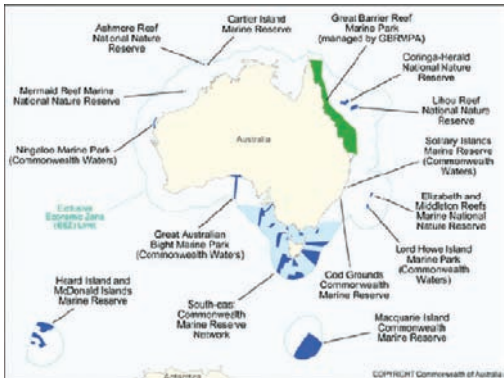 Ashmore Reef
National Nature
Reserve
Cartier Island
Marine Reserve
Great Barrier Reef
Marine Park
(managed by GBRMPA)
Coringa-Herald
National Nature
Reserve
Mermaid Reef Marine
National Nature Reserve
Lihou Reef
National Nature
Reserve
Ningaloo Marine Park
(Commonwealth Waters)
Australia
Solitary Islands
Marine Reserve
(Commonwealth
Waters)
Exclusive
Economic Zone
(EEZ) Limit
Elizabeth and
Middleton Reefs
Marine National
Nature Reserve
Great Australian
Bight Marine Park
(Commonwealth Waters)
Lord Howe Island
Marine Park
(Commonwealth
Waters)
Cod Grounds
Commonwealth
Marine Reserve
Heard Island and
McDonald Islands
Marine Reserve
South-east
Commonwealth
Marine Reserve
Network
Macquarie Island
Commonwealth
Marine Reserve
Antarctica
COPYRIGHT Commonwealth of Australia